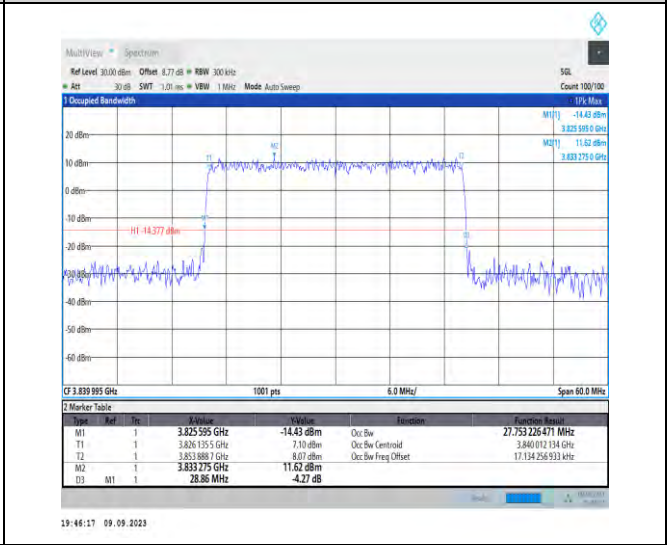 MultiView Spectrum
Ref Level 30.00 dBm Offset 8.77 dB RBW 300 kHz SGL
Att 30 dB SWT 1.01 ms VBW 1 MHz Mode Auto Sweep Count 100/100
1 Occupied Bandwidth 1Pk Max
M1[1] -14.43 dBm
3.825 595 0 GHz
M2[1] 11.62 dBm
3.833 275 0 GHz
20 dBm
10 dBm
0 dBm
-10 dBm
H1 -14.377 dBm
-20 dBm
-40 dBm
-50 dBm
-60 dBm
T1
M2
T2
M1
D3
CF 3.839 995 GHz 1001 pts 6.0 MHz/ Span 60.0 MHz
2 Marker Table
Type Ref Trc X-Value Y-Value Function Function Result
M1 1 3.825 595 GHz -14.43 dBm Occ Bw 27.753 226 471 MHz
T1 1 3.826 135 5 GHz 7.10 dBm Occ Bw Centroid 3.840 012 134 GHz
T2 1 3.853 888 7 GHz 8.07 dBm Occ Bw Freq Offset 17.134 256 933 kHz
M2 1 3.833 275 GHz 11.62 dBm
D3 M1 1 28.86 MHz -4.27 dB
19:46:17 09.09.2023